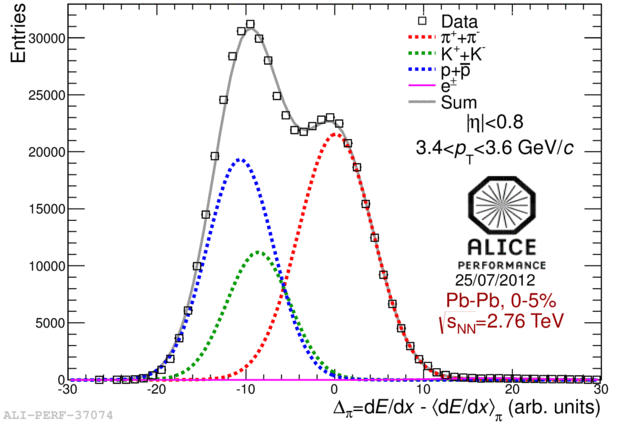 Entries
30000
25000
20000
15000
10000
5000
0
-30 -20 -10 0 10 20 30
Δπ=dE/dx - ⟨dE/dx⟩π (arb. units)
Data
π⁺+π⁻
K⁺+K⁻
p+p̅
e±
Sum
|η|<0.8
3.4<pT<3.6 GeV/c
ALICE
PERFORMANCE
25/07/2012
Pb-Pb, 0-5%
√sNN=2.76 TeV
ALI-PERF-37074